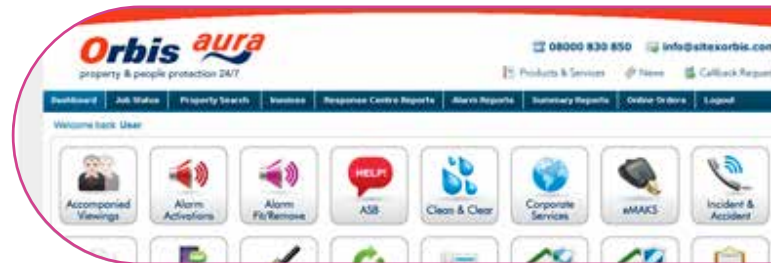 Orbis aura
property & people protection 24/7
08000 830 850 info@sitexorbis.com
Products & Services News Callback Reques
Dashboard Job Status Property Search Invoices Response Centre Reports Alarm Reports Summary Reports Online Orders Logout
Welcome back User
HELP!
Accompanied Viewings
Alarm Activations
Alarm Fit/Remove
ASB
Clean & Clear
Corporate Services
eMAKS
Incident & Accident